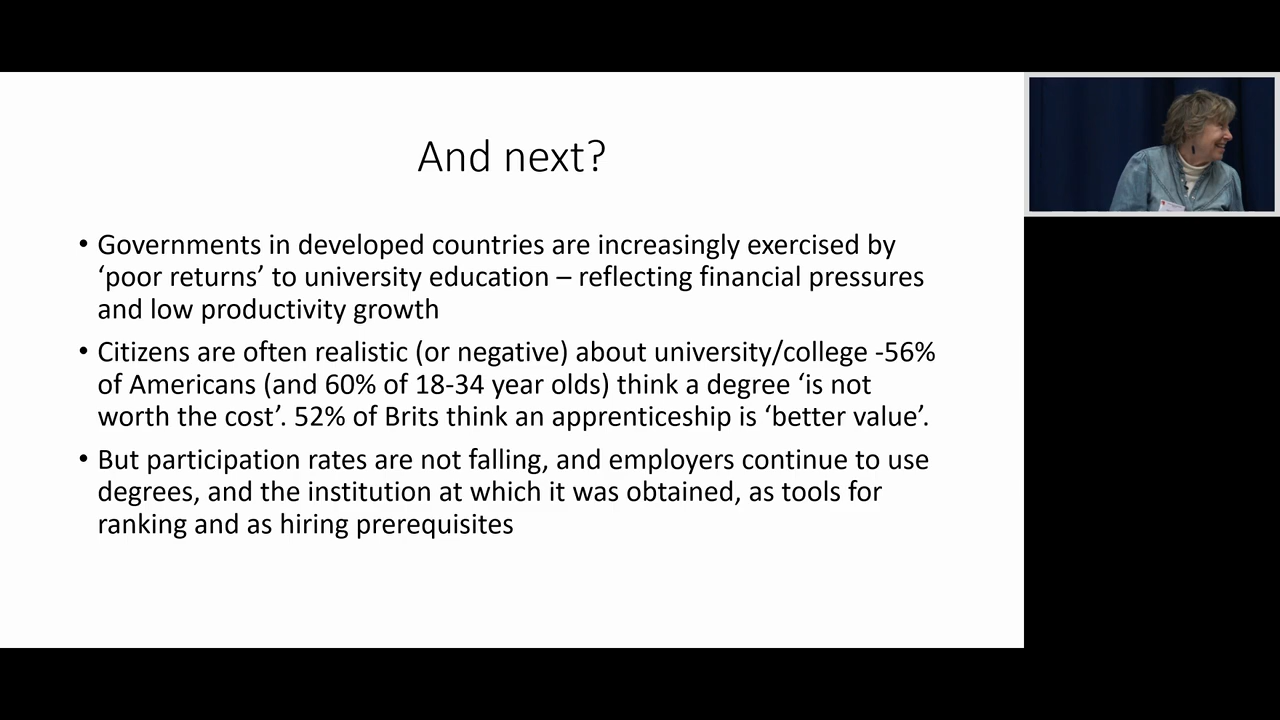 And next?
• Governments in developed countries are increasingly exercised by
‘poor returns’ to university education – reflecting financial pressures
and low productivity growth
• Citizens are often realistic (or negative) about university/college -56%
of Americans (and 60% of 18-34 year olds) think a degree ‘is not
worth the cost’. 52% of Brits think an apprenticeship is ‘better value’.
• But participation rates are not falling, and employers continue to use
degrees, and the institution at which it was obtained, as tools for
ranking and as hiring prerequisites